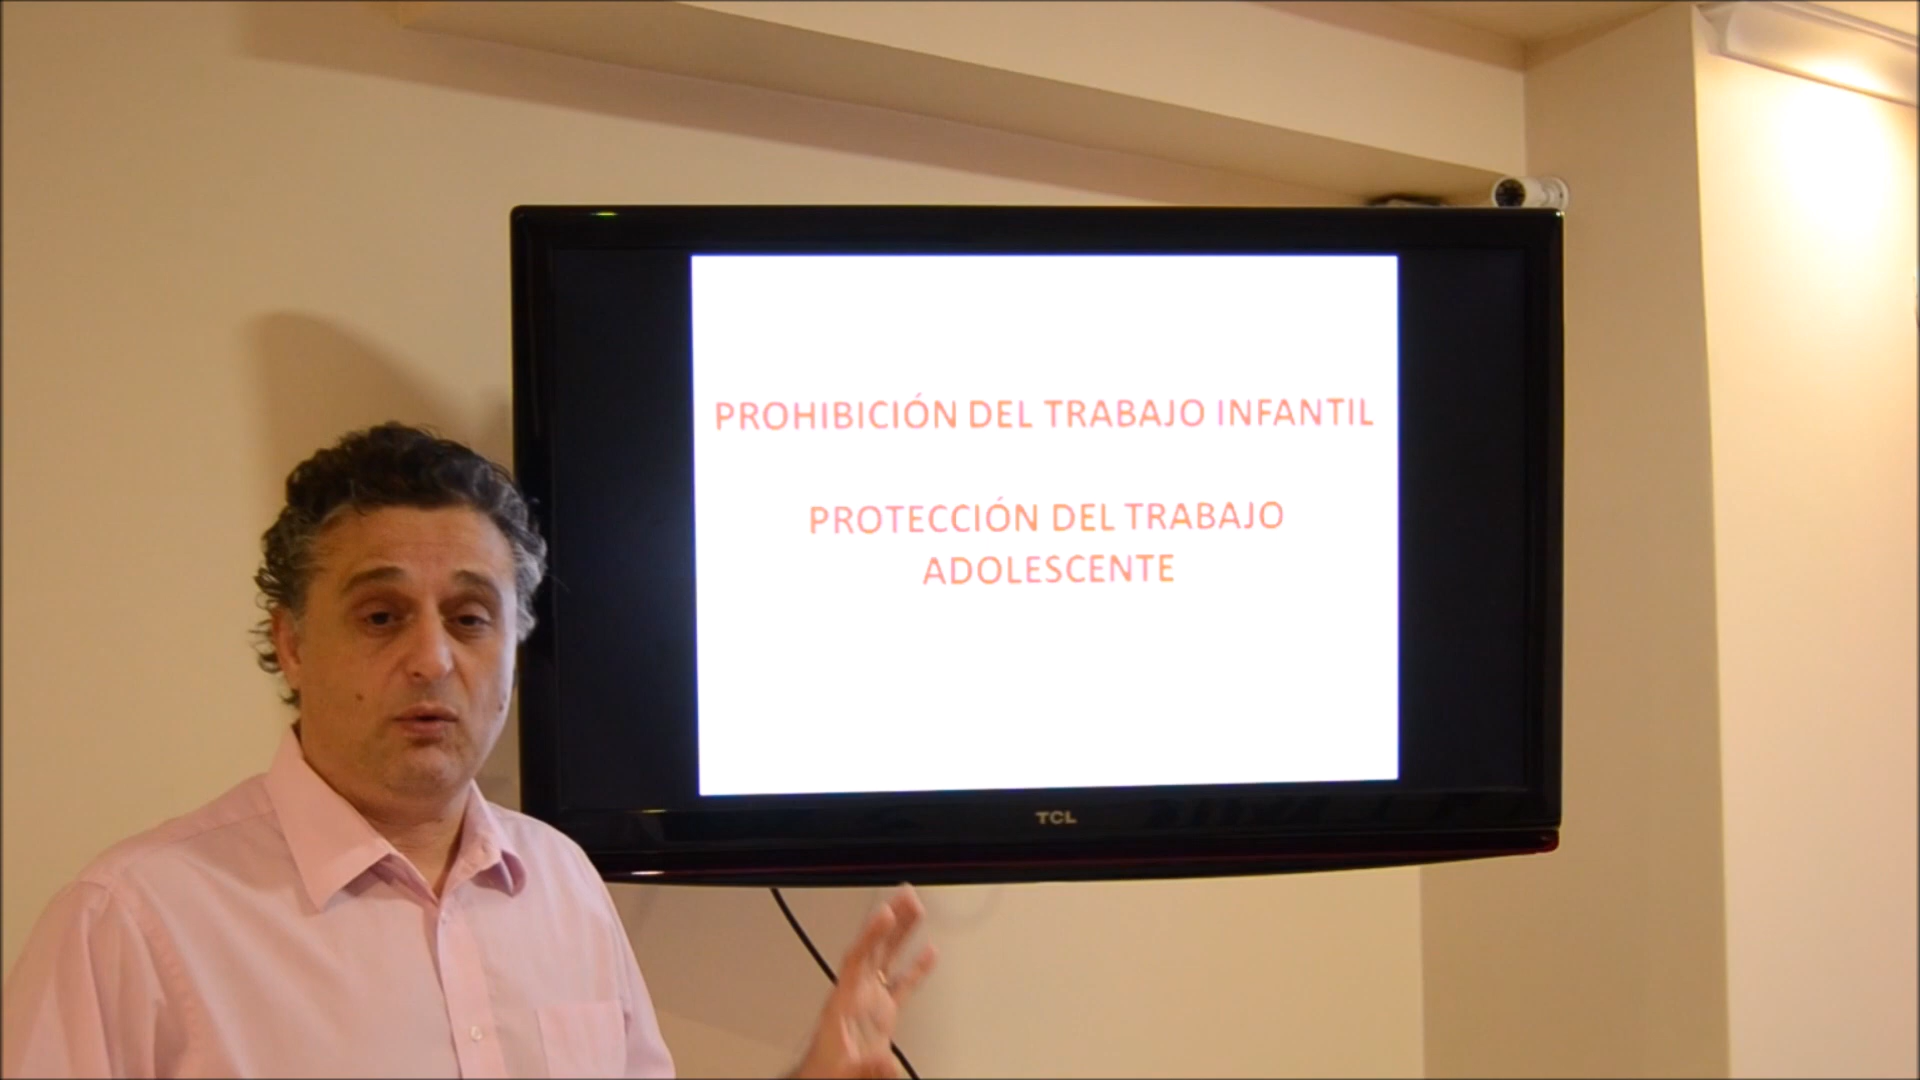 PROHIBICIÓN DEL TRABAJO INFANTIL
PROTECCIÓN DEL TRABAJO
ADOLESCENTE
TCL